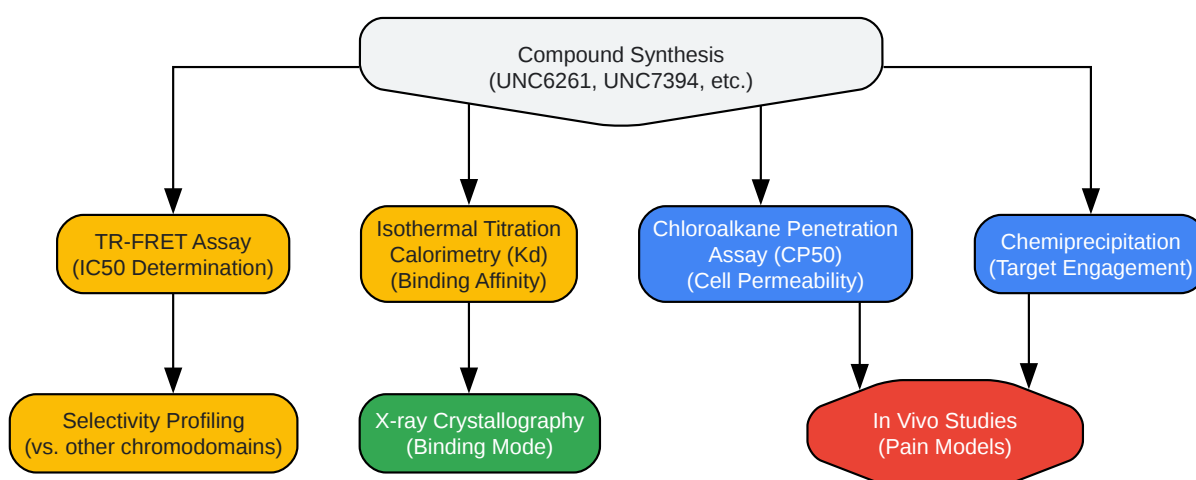 Compound Synthesis
(UNC6261, UNC7394, etc.)
TR-FRET Assay
(IC50 Determination)
Isothermal Titration
Calorimetry (Kd)
(Binding Affinity)
Chloroalkane Penetration
Assay (CP50)
(Cell Permeability)
Chemiprecipitation
(Target Engagement)
Selectivity Profiling
(vs. other chromodomains)
X-ray Crystallography
(Binding Mode)
In Vivo Studies
(Pain Models)